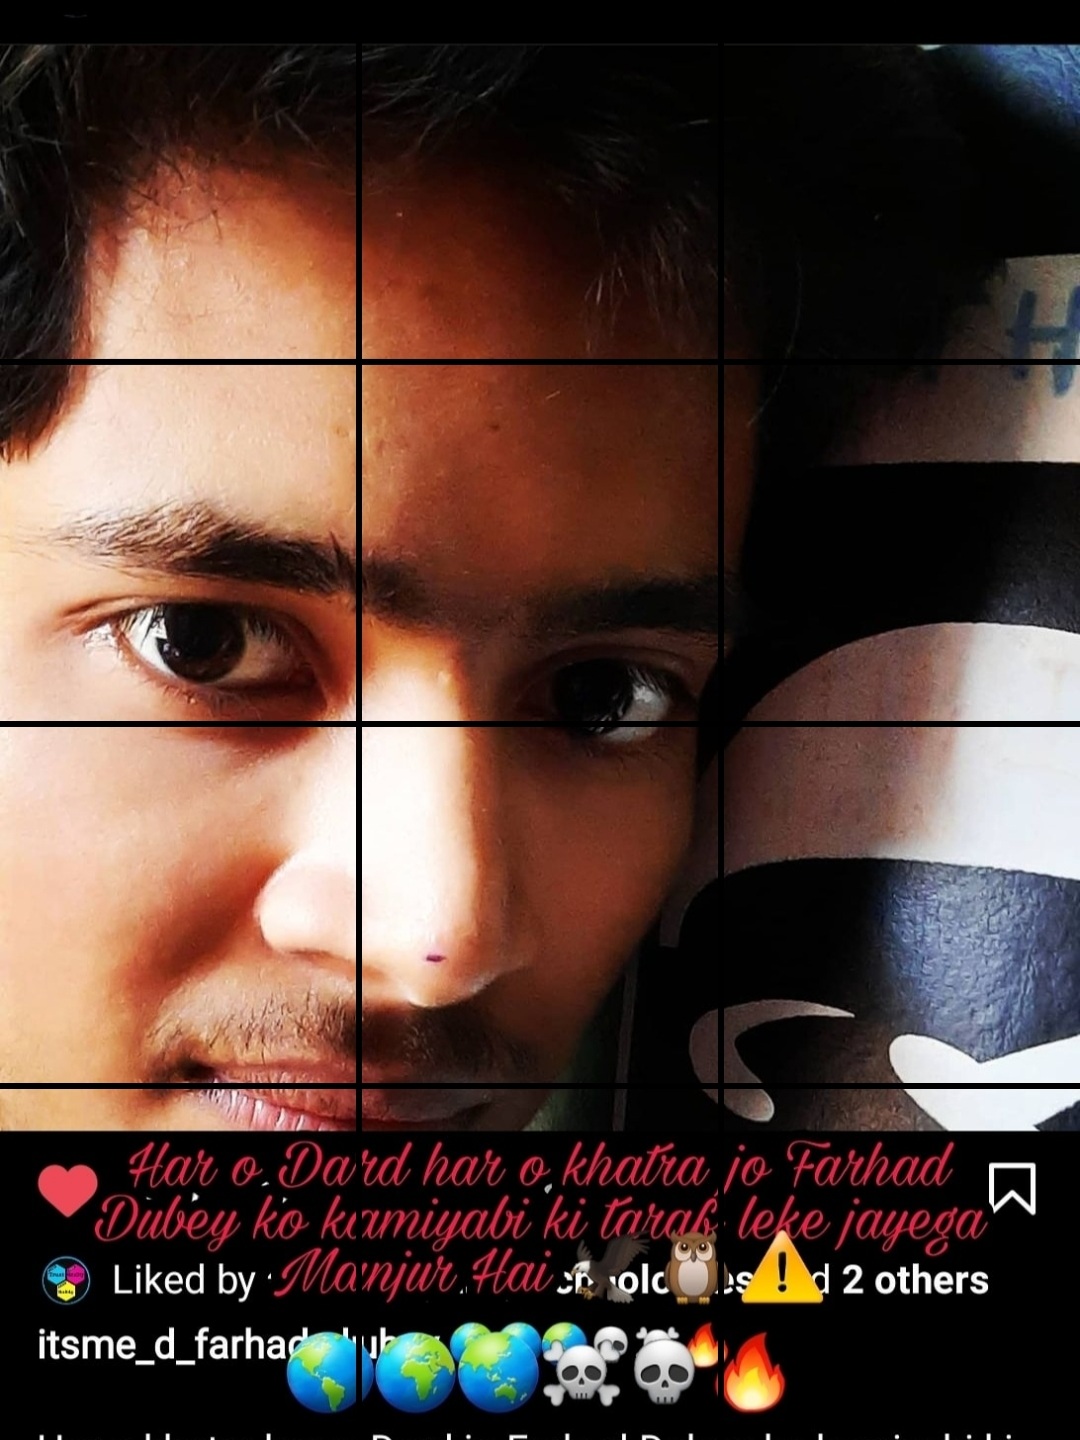 H
Har o Dard har o khatra jo Farhad
Dubey ko kamiyabi ki taraf leke jayega
Manjur Hai
Liked by
2 others
itsme_d_farhad